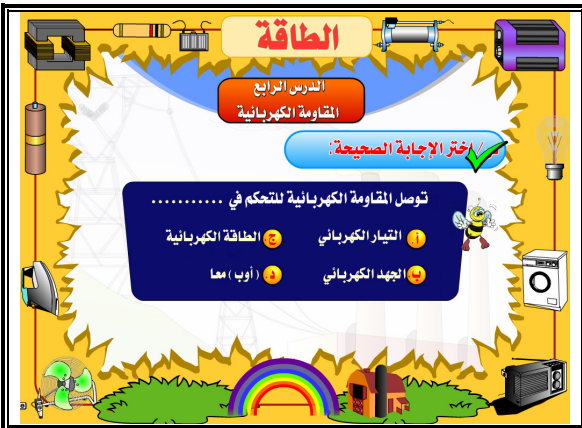 الطاقة
الدرس الرابع
المقاومة الكهربائية
اختر الإجابة الصحيحة:
توصل المقاومة الكهربائية للتحكم في ...........
أ. التيار الكهربائي
ج. الطاقة الكهربائية
ب. الجهد الكهربائي
د. (أوب) معا